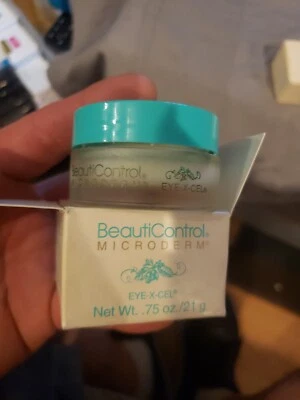 BeautiControl®
EYE-X-CEL®
BeautiControl®
MICRODERM®
EYE-X-CEL®
Net Wt. .75 oz./21 g